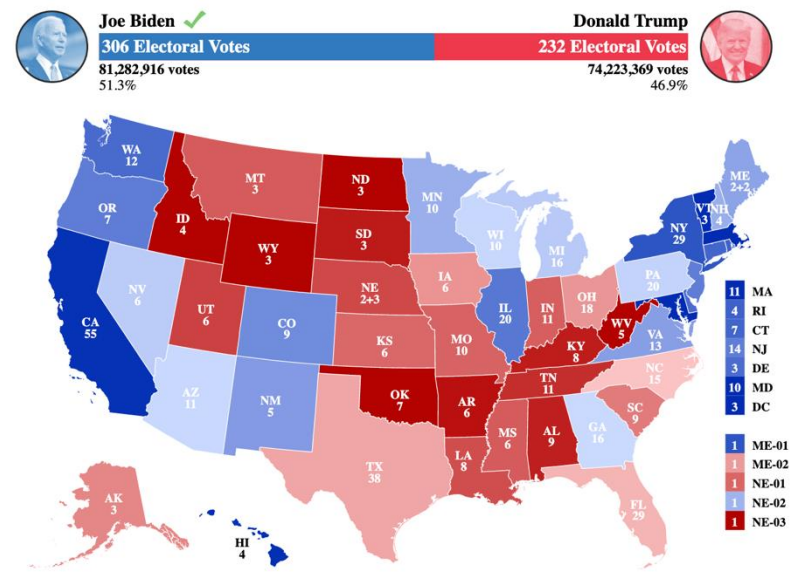 Joe Biden
Donald Trump
306 Electoral Votes
232 Electoral Votes
81,282,916 votes
74,223,369 votes
51.3%
46.9%
WA
12
OR
7
CA
55
NV
6
ID
4
MT
3
WY
3
UT
6
AZ
11
CO
9
NM
5
ND
3
SD
3
NE
2+3
KS
6
OK
7
TX
38
MN
10
IA
6
MO
10
AR
6
LA
8
WI
10
IL
20
MI
16
IN
11
OH
18
KY
8
TN
11
MS
6
AL
9
GA
16
FL
29
SC
9
NC
15
VA
13
WV
5
PA
20
NY
29
VT
3
NH
4
ME
2+2
AK
3
HI
4
11 MA
4 RI
7 CT
14 NJ
3 DE
10 MD
3 DC
1 ME-01
1 ME-02
1 NE-01
1 NE-02
1 NE-03